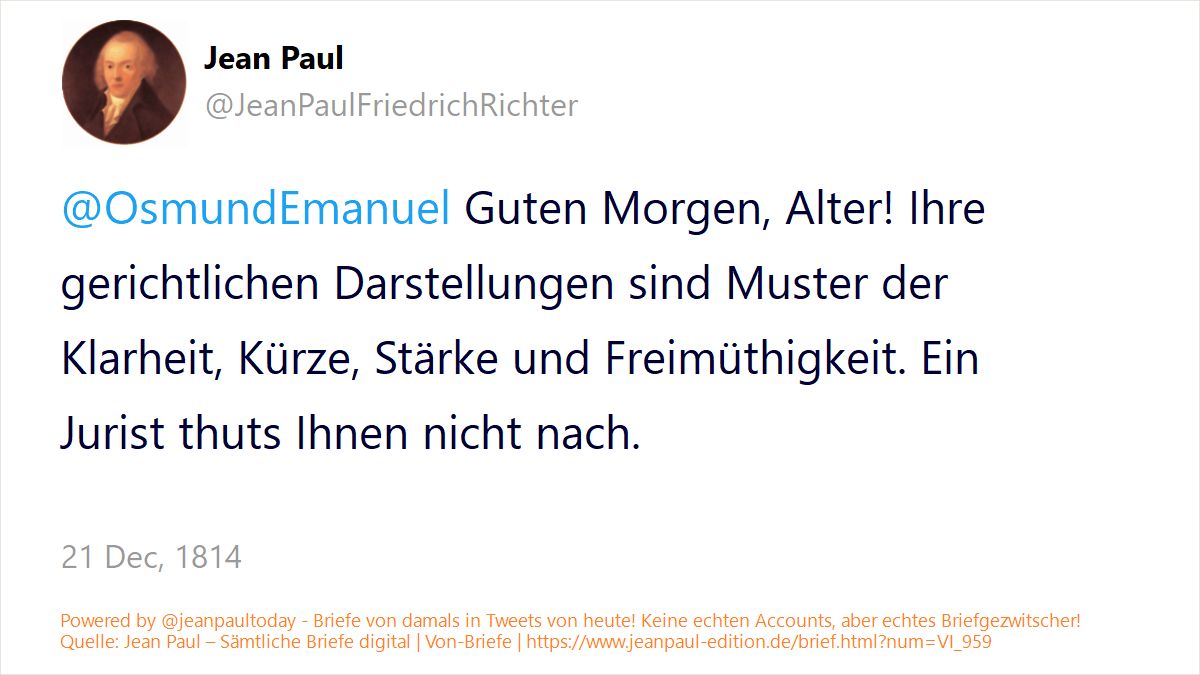 Jean Paul
@JeanPaulFriedrichRichter
@OsmundEmanuel Guten Morgen, Alter! Ihre
gerichtlichen Darstellungen sind Muster der
Klarheit, Kürze, Stärke und Freimüthigkeit. Ein
Jurist thuts Ihnen nicht nach.
21 Dec, 1814
Powered by @jeanpaultoday - Briefe von damals in Tweets von heute! Keine echten Accounts, aber echtes Briefgezwitscher!
Quelle: Jean Paul – Sämtliche Briefe digital | Von-Briefe | https://www.jeanpaul-edition.de/brief.html?num=VI_959